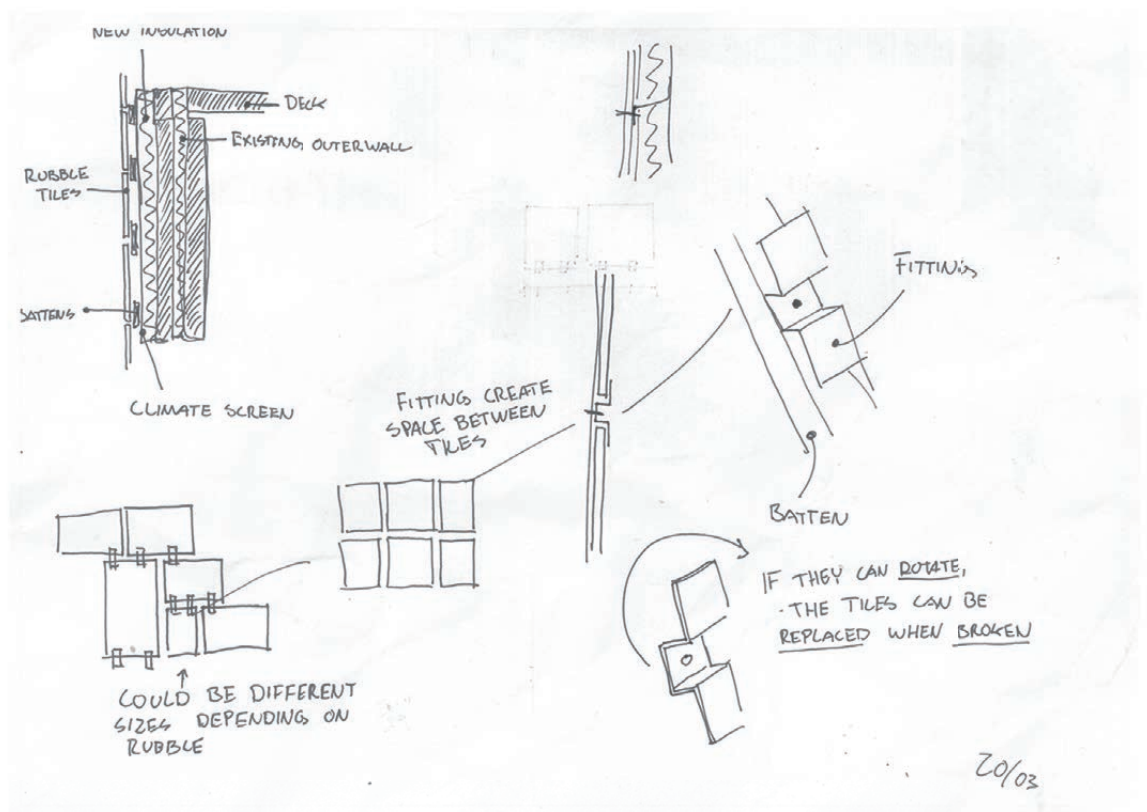 NEW INSULATION
DECK
EXISTING OUTERWALL
RUBBLE
TILES
BATTENS
CLIMATE SCREEN
FITTINGS
FITTING CREATE
SPACE BETWEEN
TILES
BATTEN
IF THEY CAN ROTATE,
- THE TILES CAN BE
REPLACED WHEN BROKEN
COULD BE DIFFERENT
SIZES DEPENDING ON
RUBBLE
20/03